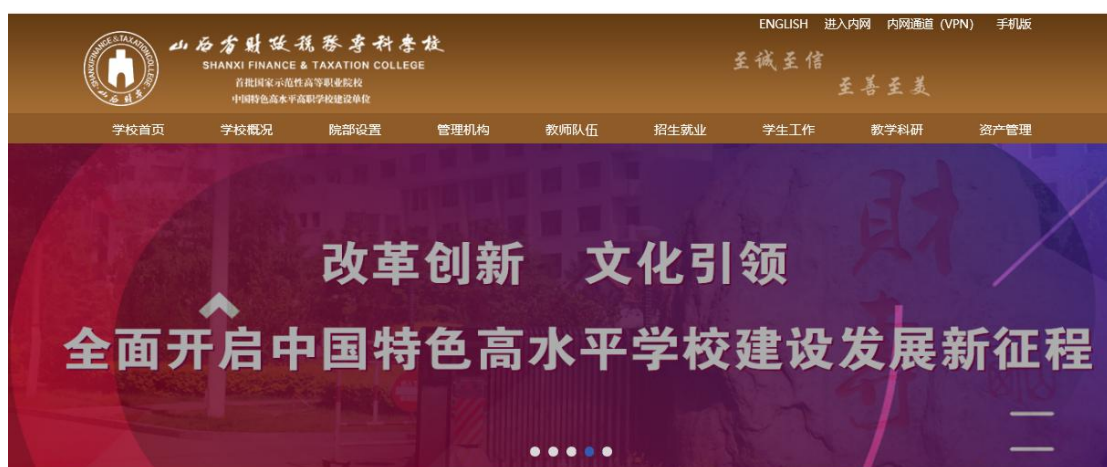 ENGLISH 进入内网 内网通道 (VPN) 手机版
山西省财政税务专科学校
SHANXI FINANCE & TAXATION COLLEGE
首批国家示范性高等职业院校
中国特色高水平高职学校建设单位
至诚至信
至善至美
学校首页 学校概况 院部设置 管理机构 教师队伍 招生就业 学生工作 教学科研 资产管理
改革创新 文化引领
全面开启中国特色高水平学校建设发展新征程